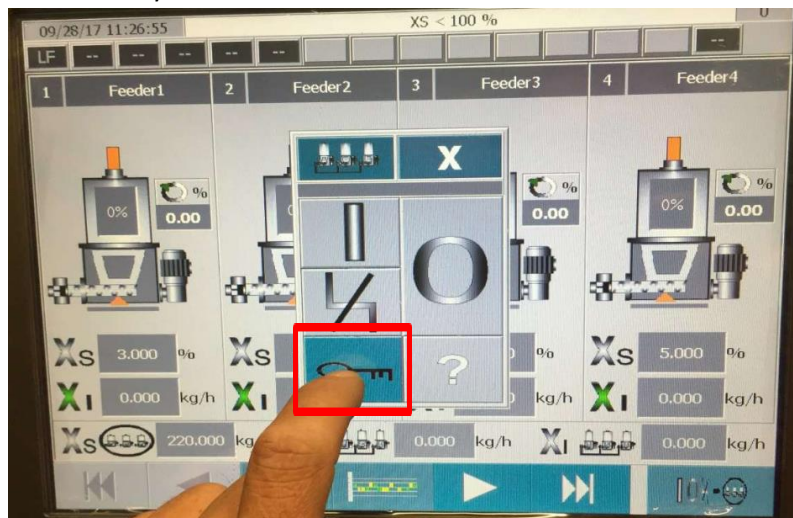 09/28/17 11:26:55 XS < 100 % 0
LF -- -- -- -- -- --
1 Feeder1 2 Feeder2 3 Feeder3 4 Feeder4
X
% % %
0% 0.00 0.00 0% 0.00
I O
?
XS 3.000 % XS % XS 5.000 %
XI 0.000 kg/h XI kg/h XI 0.000 kg/h
XS 220.000 kg 0.000 kg/h XI 0.000 kg/h